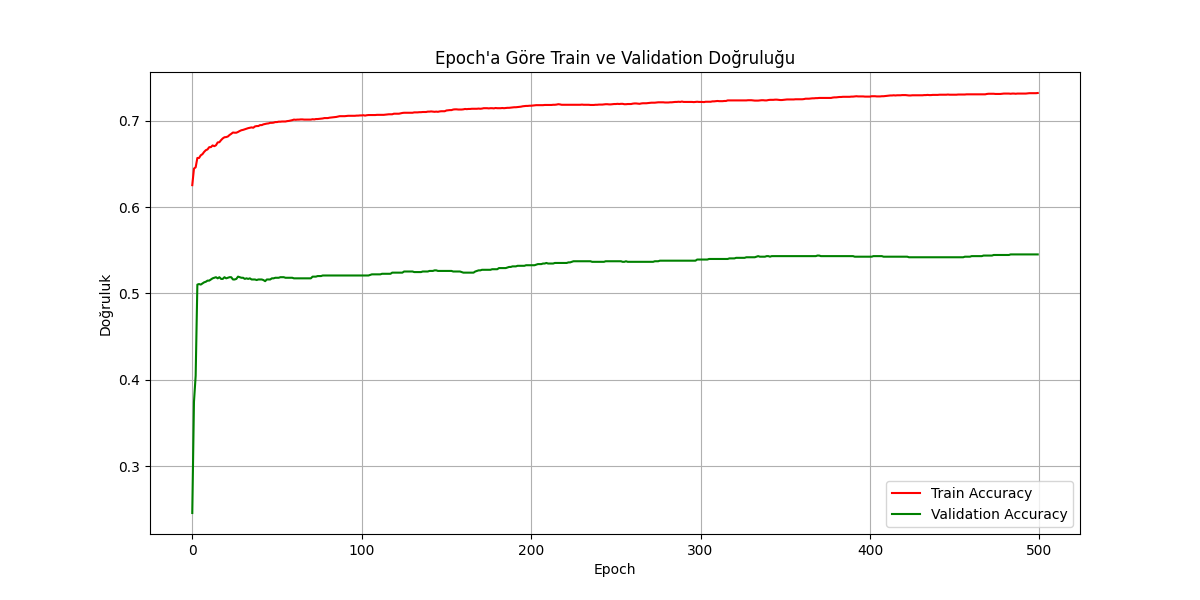 Epoch'a Göre Train ve Validation Doğruluğu
Doğruluk
0.7
0.6
0.5
0.4
0.3
0 100 200 300 400 500
Epoch
Train Accuracy
Validation Accuracy